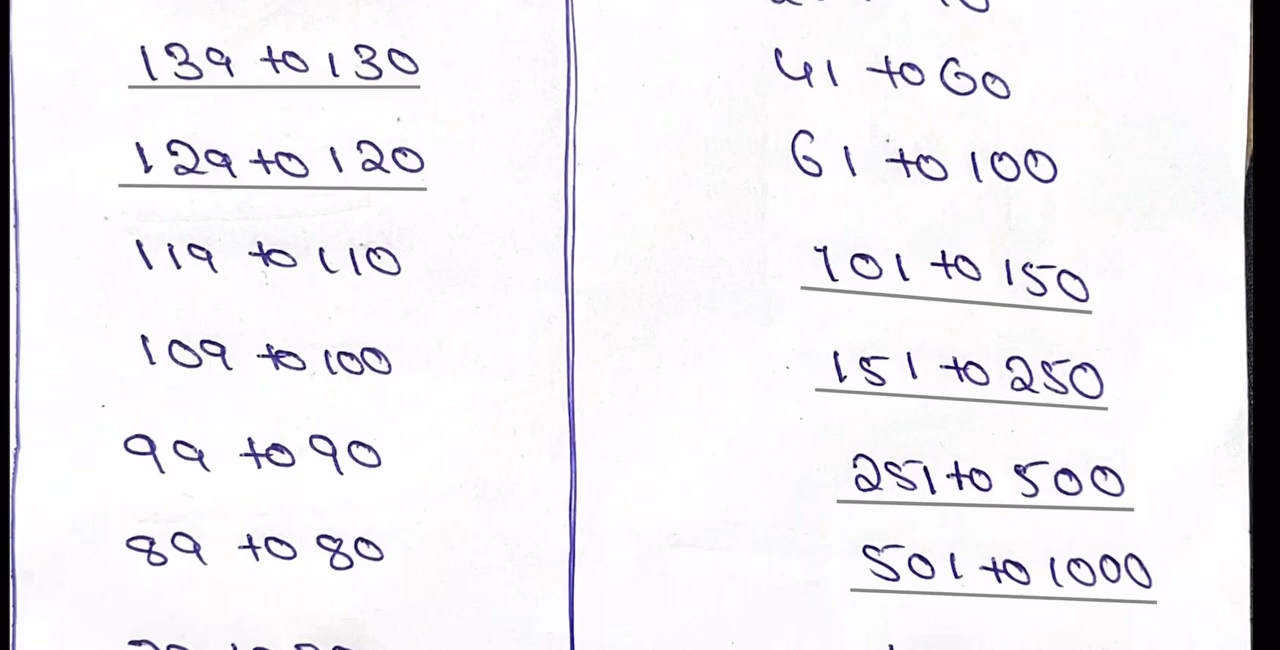 139 to 130
129 to 120
119 to 110
109 to 100
99 to 90
89 to 80
41 to 60
61 to 100
101 to 150
151 to 250
251 to 500
501 to 1000